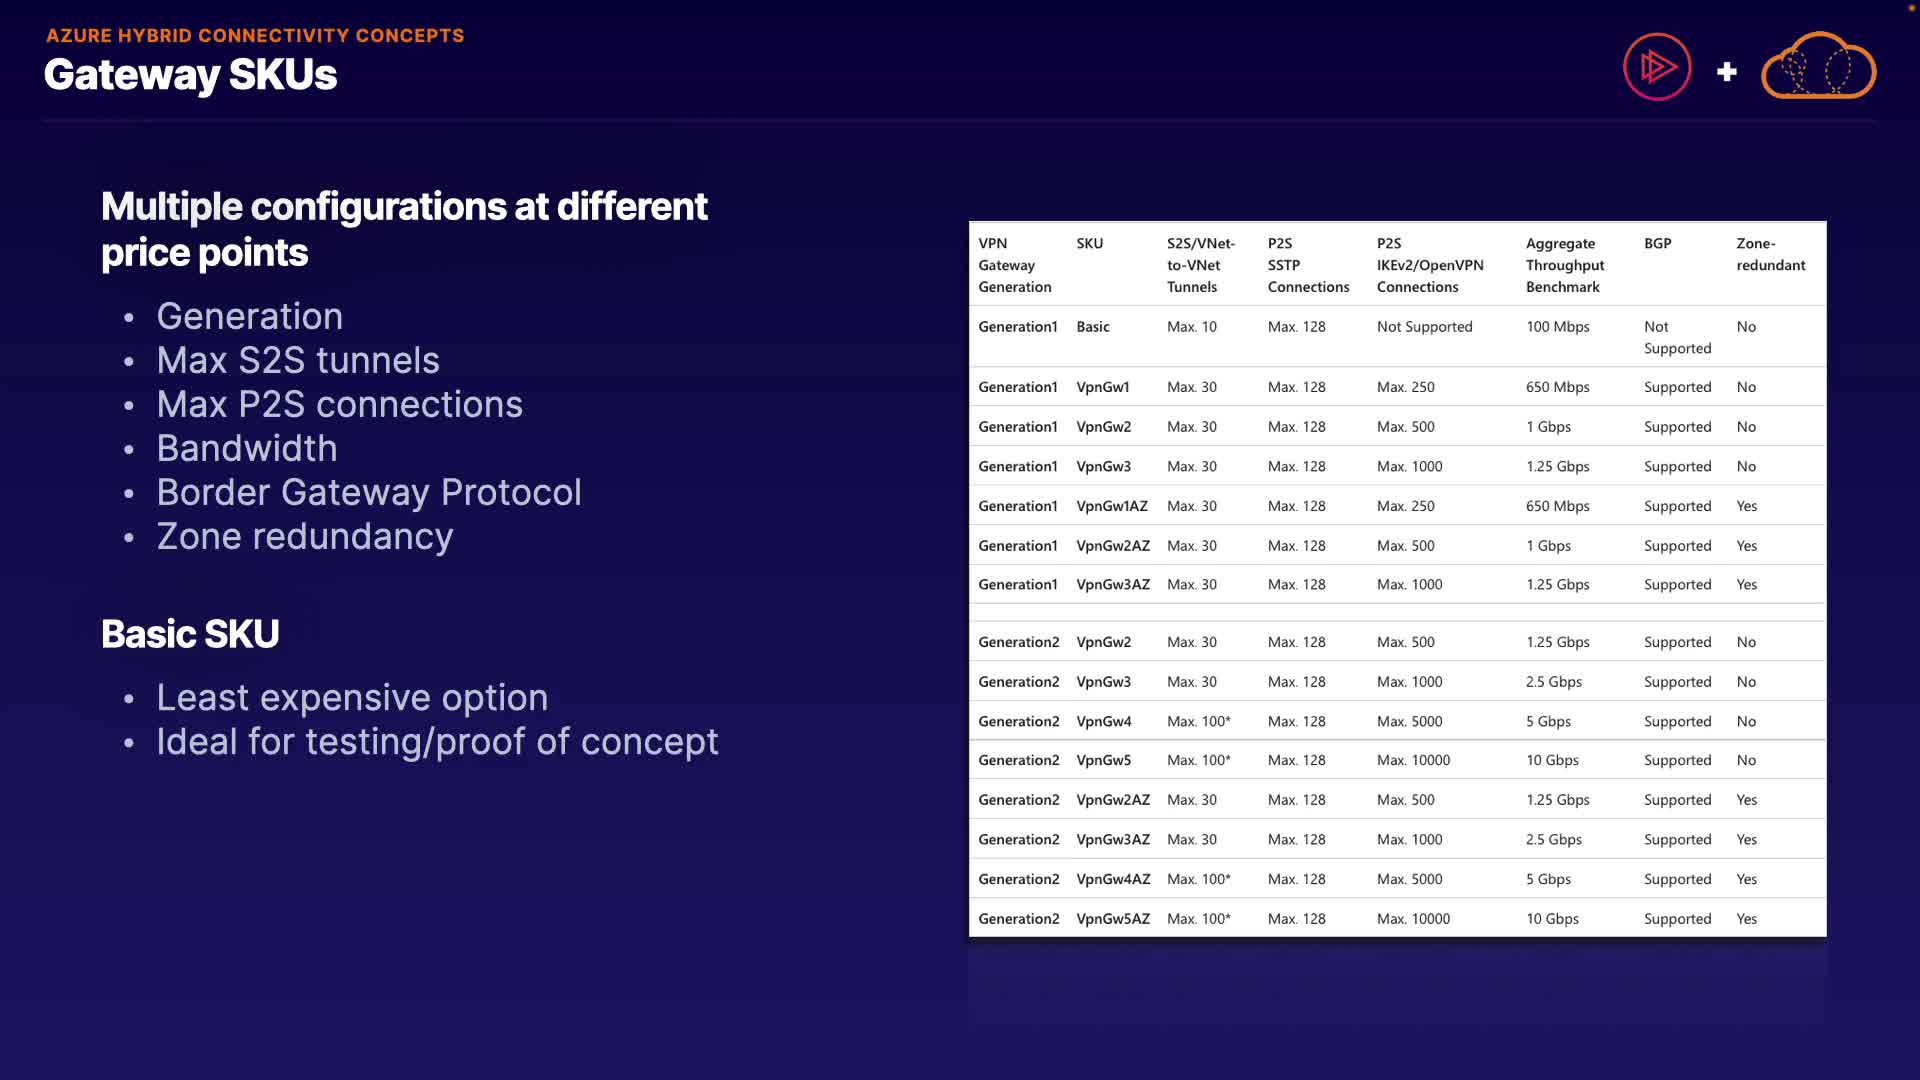 AZURE HYBRID CONNECTIVITY CONCEPTS
Gateway SKUs
Multiple configurations at different
price points
• Generation
• Max S2S tunnels
• Max P2S connections
• Bandwidth
• Border Gateway Protocol
• Zone redundancy
Basic SKU
• Least expensive option
• Ideal for testing/proof of concept
VPN Gateway Generation SKU S2S/VNet-to-VNet Tunnels P2S SSTP Connections P2S IKEv2/OpenVPN Connections Aggregate Throughput Benchmark BGP Zone-redundant
Generation1 Basic Max. 10 Max. 128 Not Supported 100 Mbps Not Supported No
Generation1 VpnGw1 Max. 30 Max. 128 Max. 250 650 Mbps Supported No
Generation1 VpnGw2 Max. 30 Max. 128 Max. 500 1 Gbps Supported No
Generation1 VpnGw3 Max. 30 Max. 128 Max. 1000 1.25 Gbps Supported No
Generation1 VpnGw1AZ Max. 30 Max. 128 Max. 250 650 Mbps Supported Yes
Generation1 VpnGw2AZ Max. 30 Max. 128 Max. 500 1 Gbps Supported Yes
Generation1 VpnGw3AZ Max. 30 Max. 128 Max. 1000 1.25 Gbps Supported Yes
Generation2 VpnGw2 Max. 30 Max. 128 Max. 500 1.25 Gbps Supported No
Generation2 VpnGw3 Max. 30 Max. 128 Max. 1000 2.5 Gbps Supported No
Generation2 VpnGw4 Max. 100* Max. 128 Max. 5000 5 Gbps Supported No
Generation2 VpnGw5 Max. 100* Max. 128 Max. 10000 10 Gbps Supported No
Generation2 VpnGw2AZ Max. 30 Max. 128 Max. 500 1.25 Gbps Supported Yes
Generation2 VpnGw3AZ Max. 30 Max. 128 Max. 1000 2.5 Gbps Supported Yes
Generation2 VpnGw4AZ Max. 100* Max. 128 Max. 5000 5 Gbps Supported Yes
Generation2 VpnGw5AZ Max. 100* Max. 128 Max. 10000 10 Gbps Supported Yes